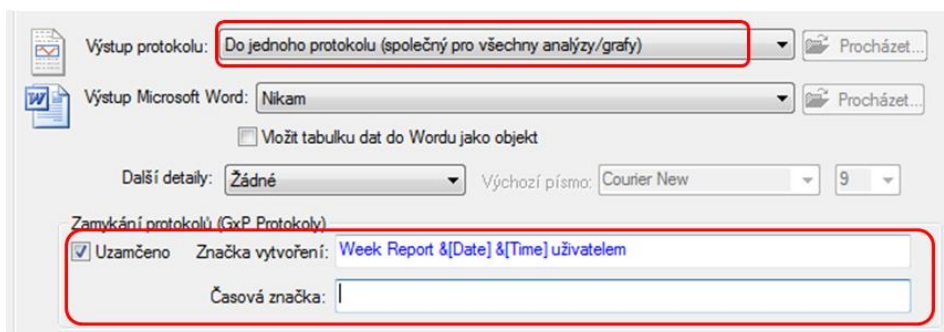 Výstup protokolu: Do jednoho protokolu (společný pro všechny analýzy/grafy) Procházet...
Výstup Microsoft Word: Nikam Procházet...
Vložit tabulku dat do Wordu jako objekt
Další detaily: Žádné Výchozí písmo: Courier New 9
Zamykání protokolů (GxP Protokoly)
Uzamčeno Značka vytvoření: Week Report &[Date] &[Time] uživatelem
Časová značka: